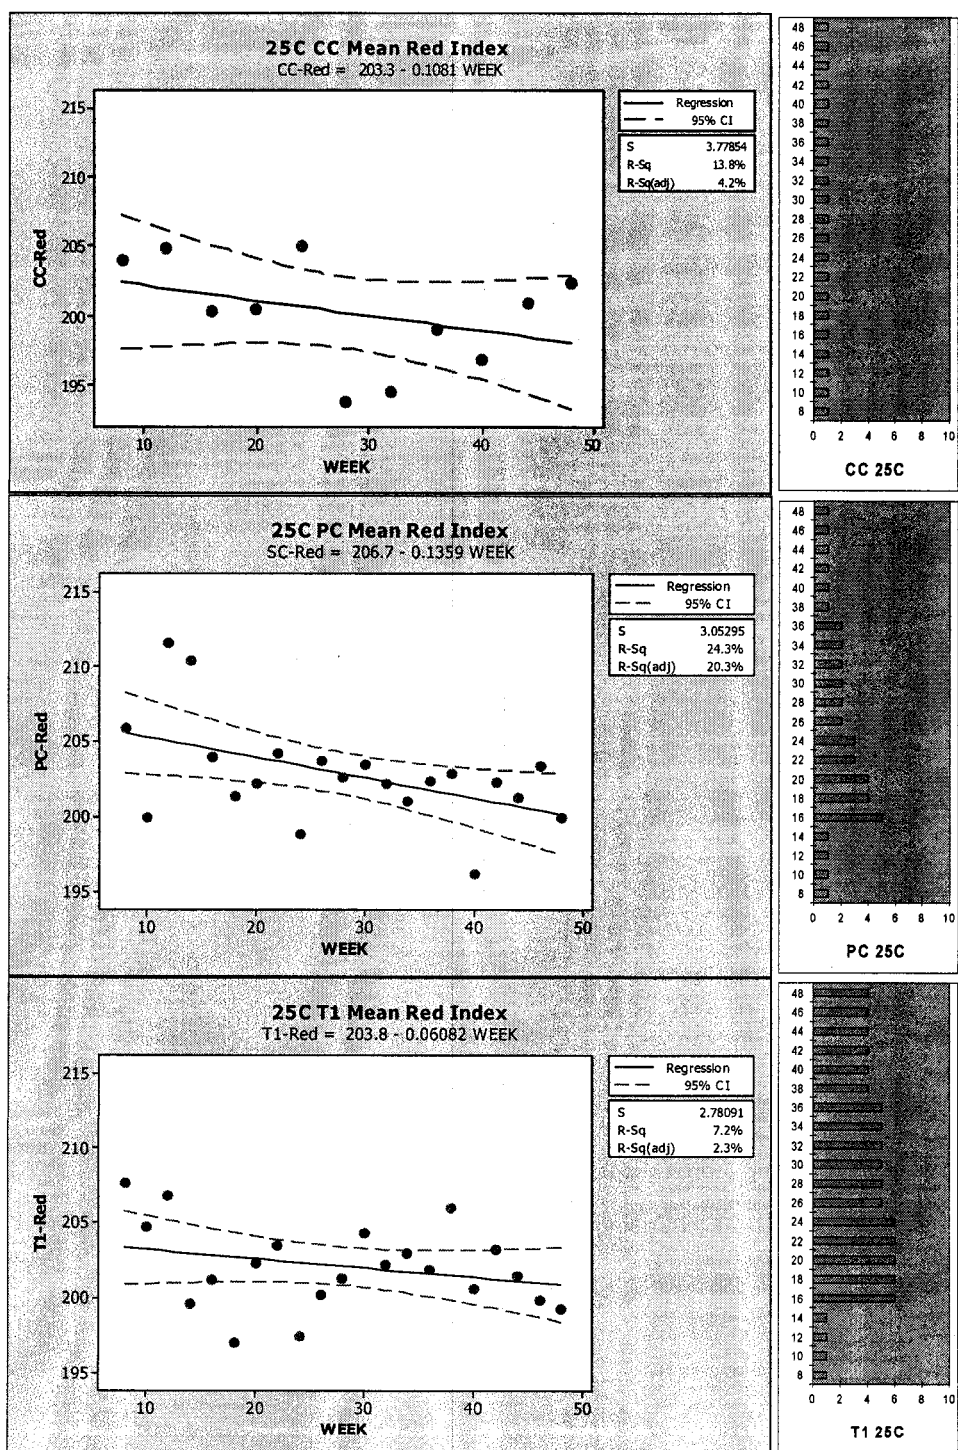 25C CC Mean Red Index
CC-Red = 203.3 - 0.1081 WEEK
215
210
205
200
195
CC-Red
10 20 30 40 50
WEEK
Regression
95% CI
S 3.77854
R-Sq 13.8%
R-Sq(adj) 4.2%
48
46
44
42
40
38
36
34
32
30
28
26
24
22
20
18
16
14
12
10
8
0 2 4 6 8 10
CC 25C
25C PC Mean Red Index
SC-Red = 206.7 - 0.1359 WEEK
215
210
205
200
195
PC-Red
10 20 30 40 50
WEEK
Regression
95% CI
S 3.05295
R-Sq 24.3%
R-Sq(adj) 20.3%
48
46
44
42
40
38
36
34
32
30
28
26
24
22
20
18
16
14
12
10
8
0 2 4 6 8 10
PC 25C
25C T1 Mean Red Index
T1-Red = 203.8 - 0.06082 WEEK
215
210
205
200
195
T1-Red
10 20 30 40 50
WEEK
Regression
95% CI
S 2.78091
R-Sq 7.2%
R-Sq(adj) 2.3%
48
46
44
42
40
38
36
34
32
30
28
26
24
22
20
18
16
14
12
10
8
0 2 4 6 8 10
T1 25C